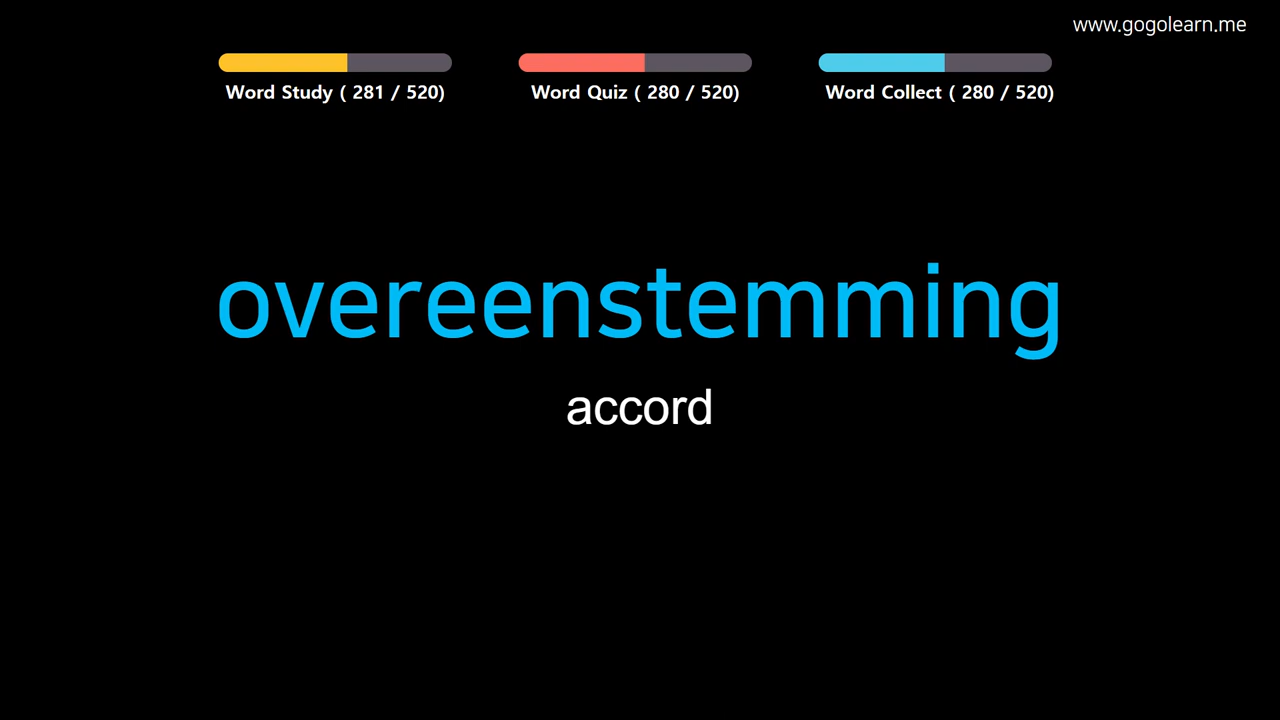 www.gogolearn.me
Word Study ( 281 / 520)
Word Quiz ( 280 / 520)
Word Collect ( 280 / 520)
overeenstemming
accord